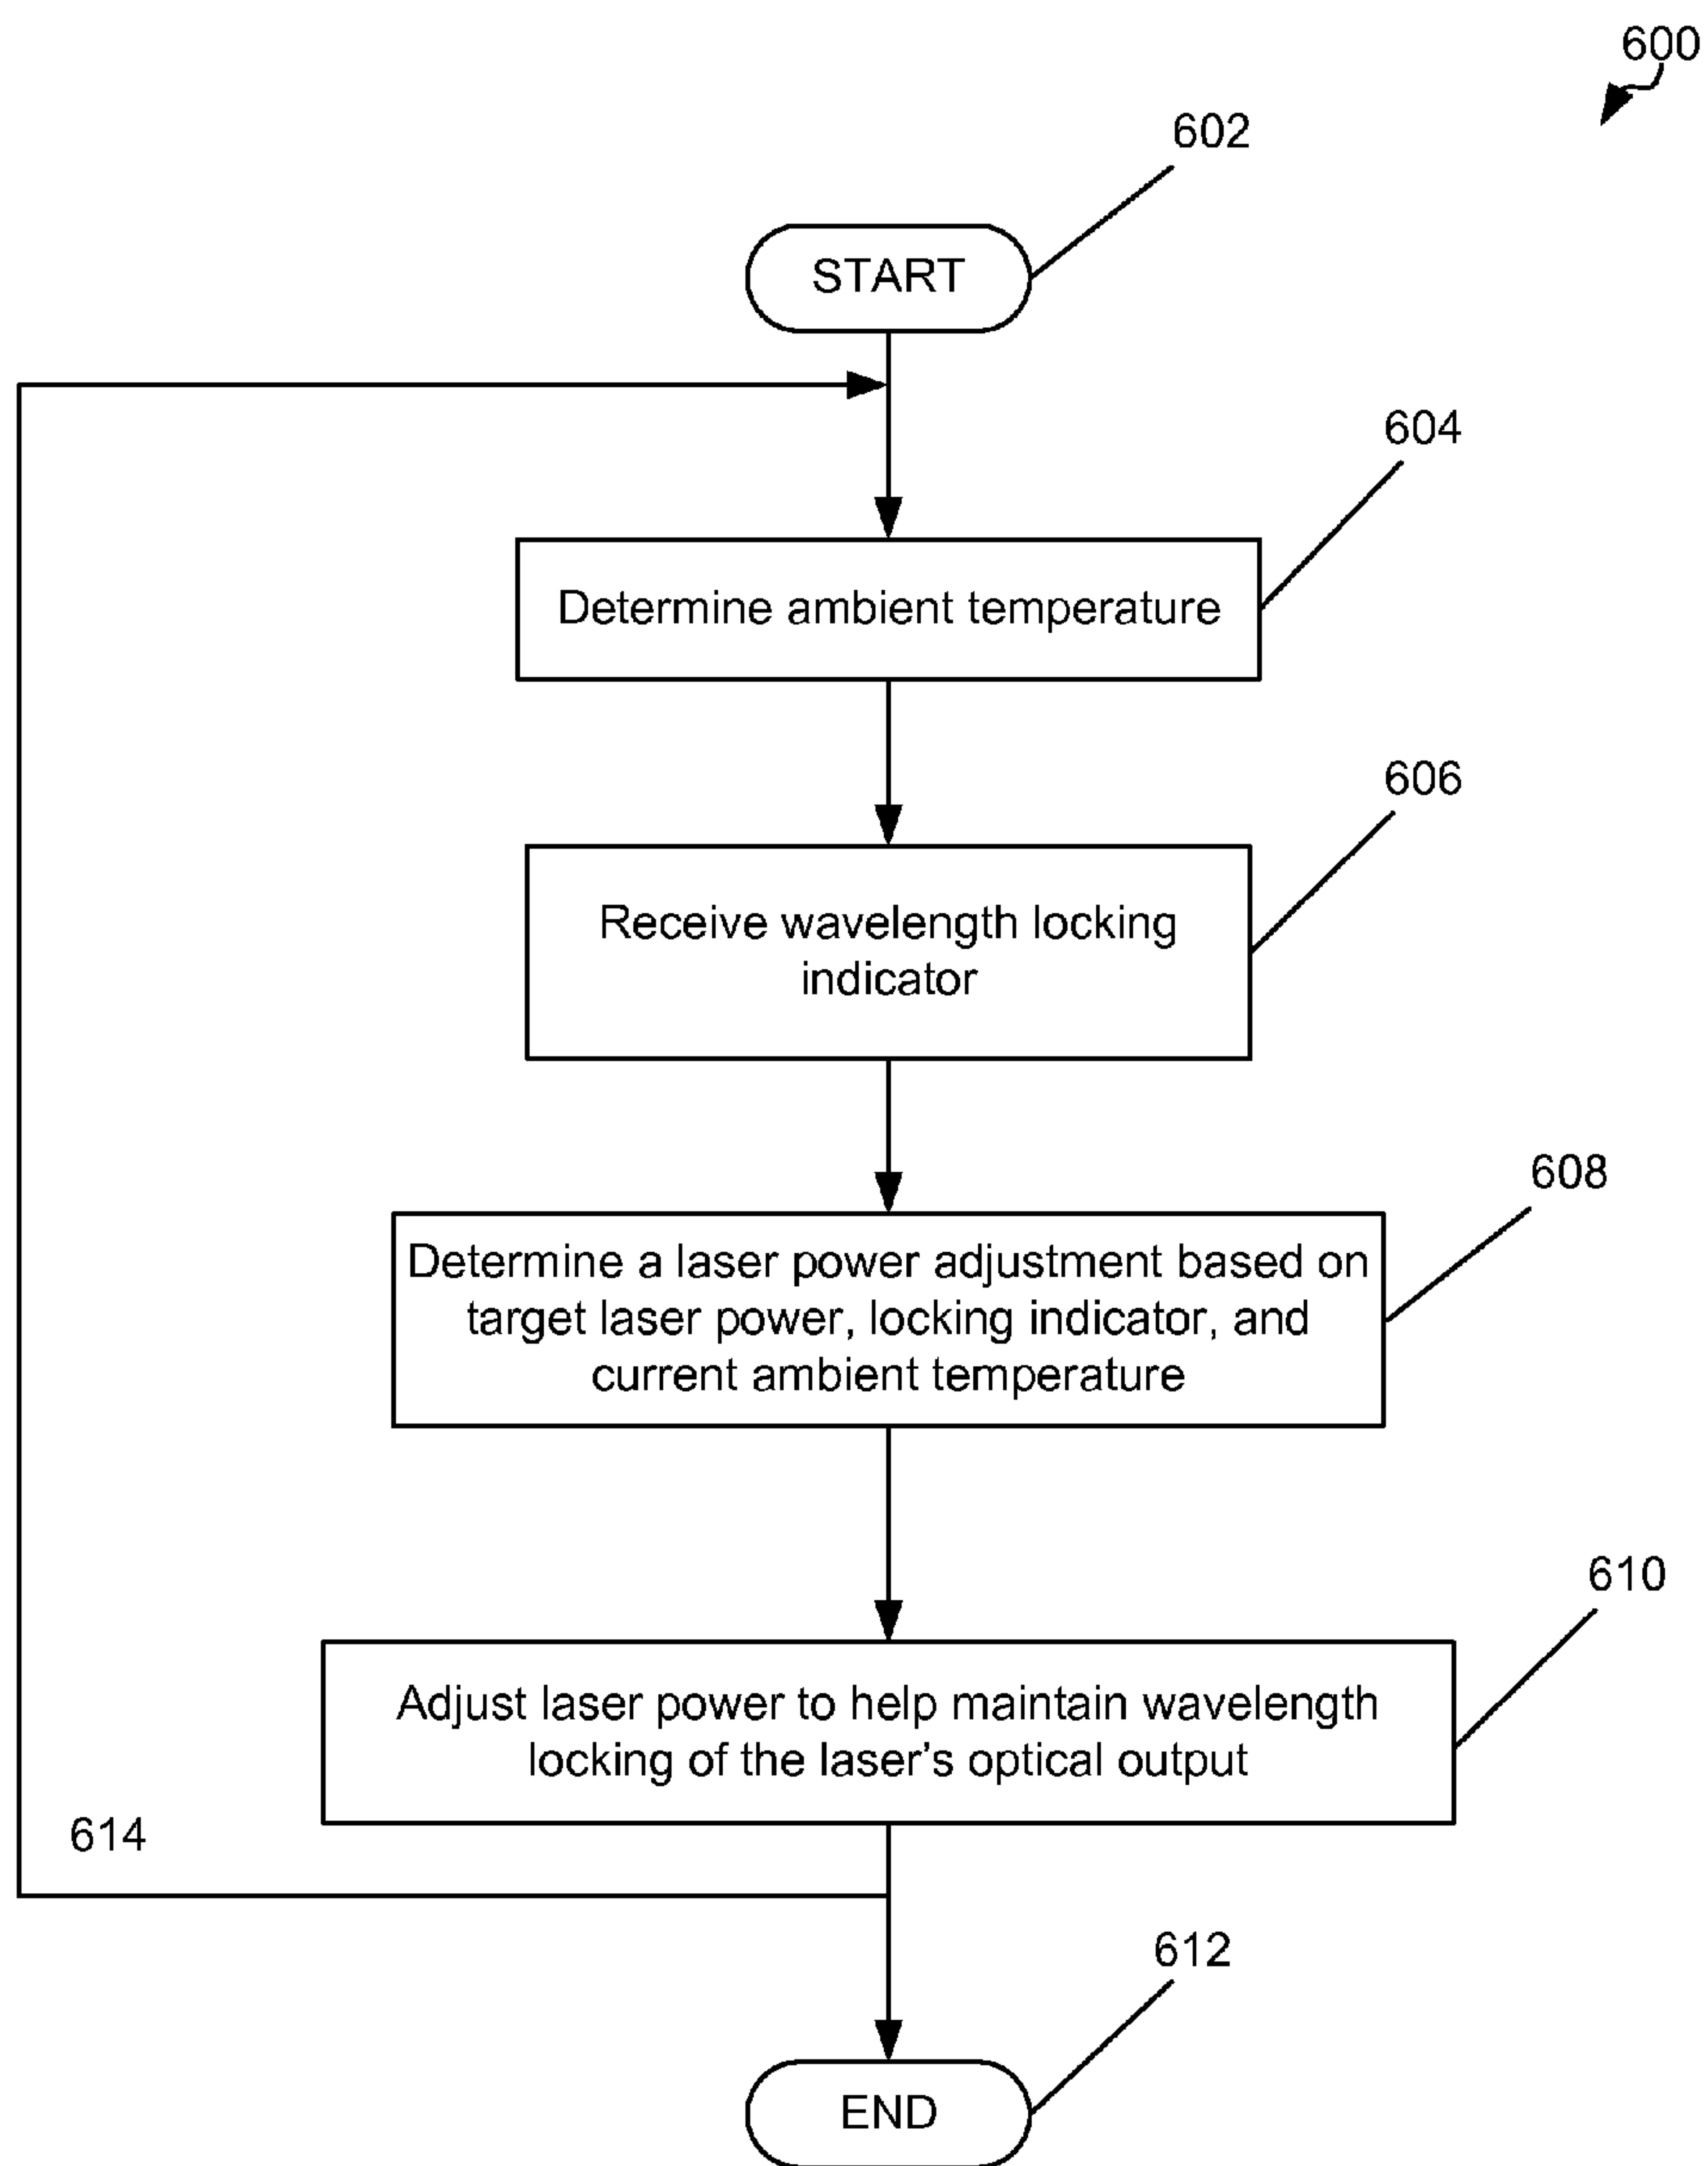 600
602
START
604
Determine ambient temperature
606
Receive wavelength locking
indicator
608
Determine a laser power adjustment based on
target laser power, locking indicator, and
current ambient temperature
610
Adjust laser power to help maintain wavelength
locking of the laser's optical output
614
612
END